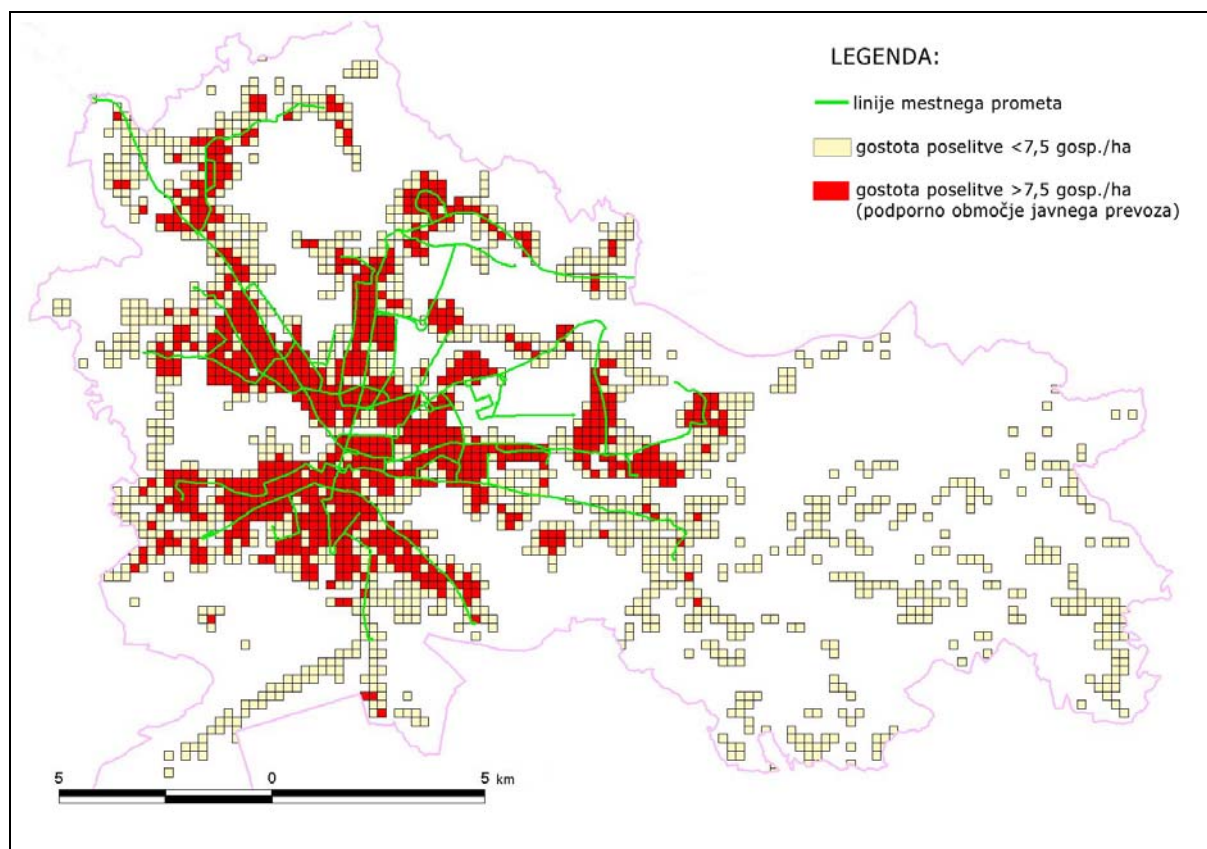 LEGENDA:
linije mestnega prometa
gostota poselitve <7,5 gosp./ha
gostota poselitve >7,5 gosp./ha
(podporno območje javnega prevoza)
5 0 5 km